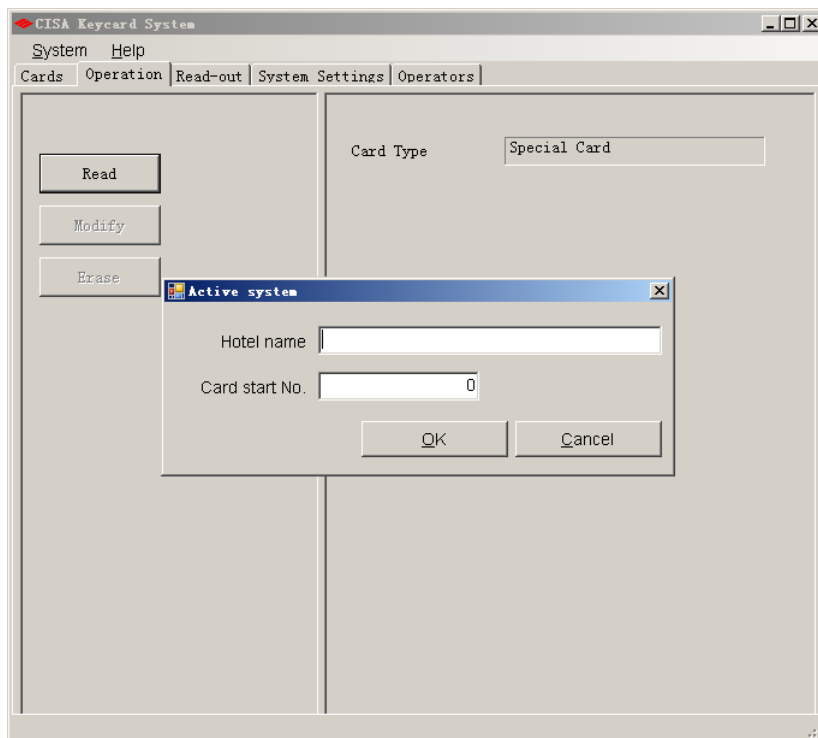 CISA Keycard System
System Help
Cards Operation Read-out System Settings Operators
Card Type Special Card
Read
Modify
Erase
Active system
Hotel name
Card start No. 0
OK Cancel